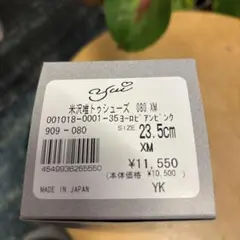 Yui
米沢唯トゥシューズ 080 XM
001018-0001-35ﾖｰﾛﾋﾟｱﾝﾋﾟﾝｸ
909-080
SIZE 23.5cm
XM
¥11,550
(本体価格 ¥10,500 )
4549936265550
MADE IN JAPAN
YK